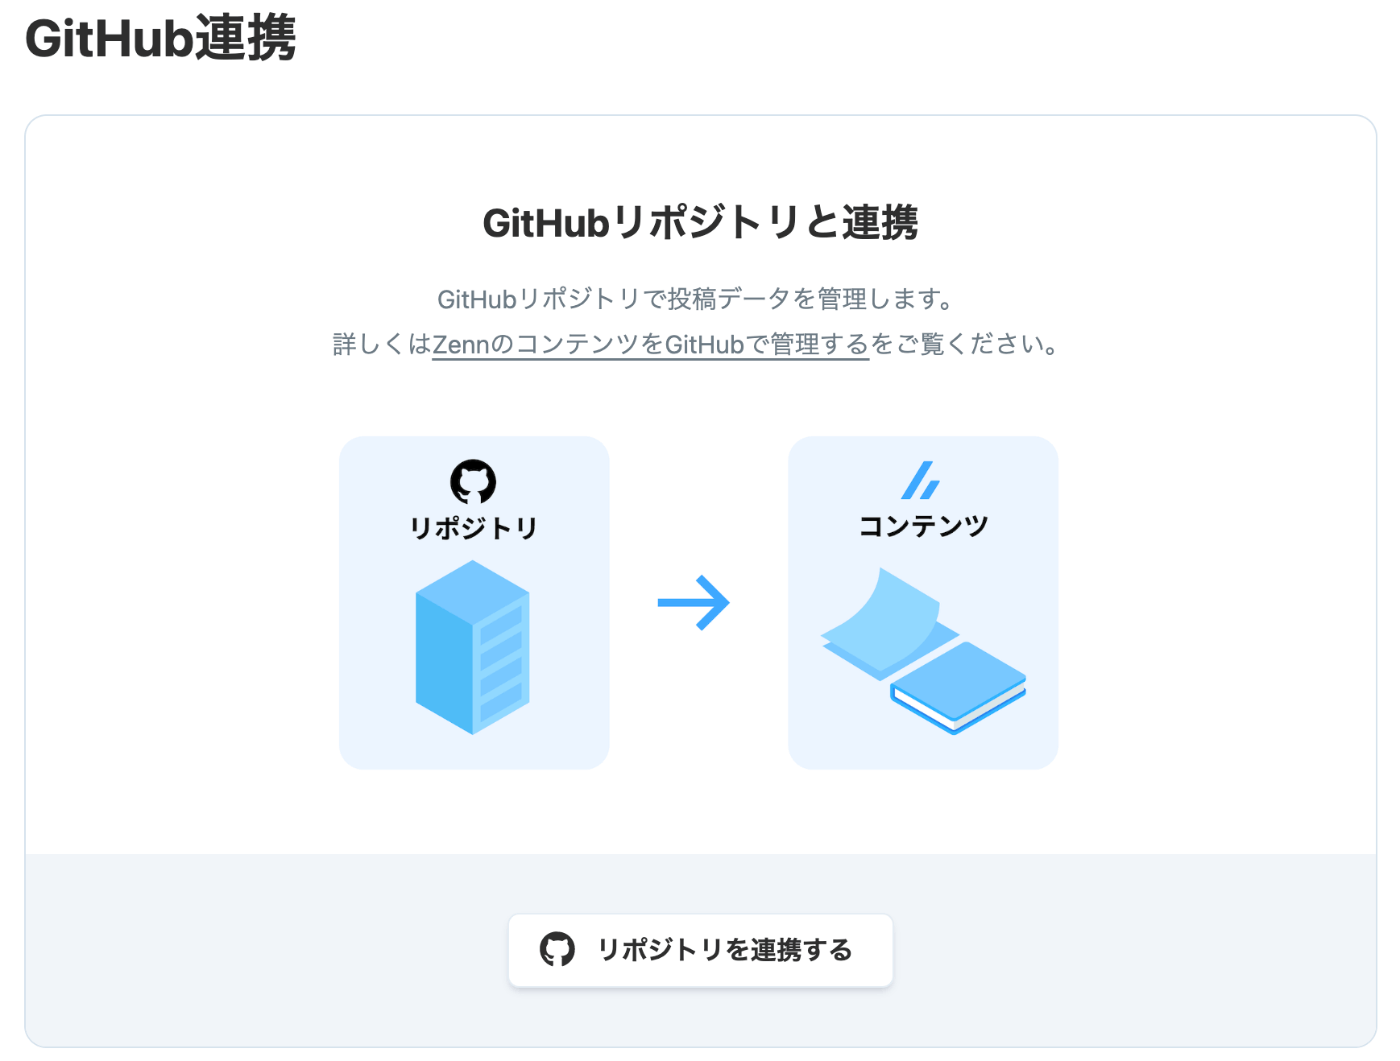 GitHub連携
GitHubリポジトリと連携
GitHubリポジトリで投稿データを管理します。
詳しくはZennのコンテンツをGitHubで管理するをご覧ください。
リポジトリ
コンテンツ
リポジトリを連携する